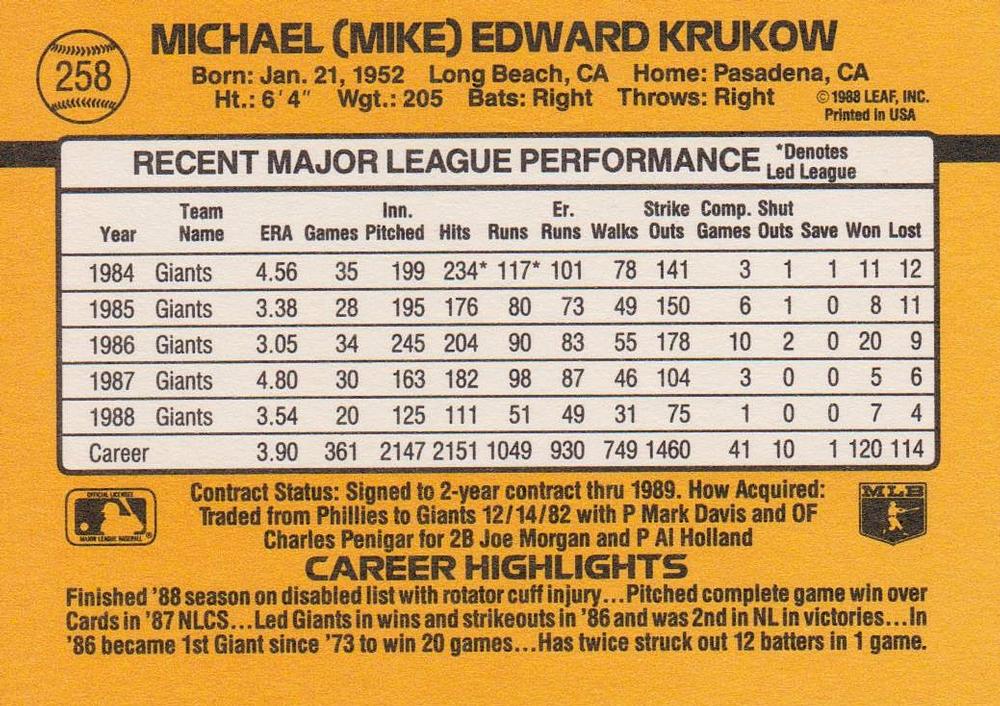 MICHAEL (MIKE) EDWARD KRUKOW
258
Born: Jan. 21, 1952 Long Beach, CA Home: Pasadena, CA
Ht.: 6'4" Wgt.: 205 Bats: Right Throws: Right
©1988 LEAF, INC.
Printed in USA
RECENT MAJOR LEAGUE PERFORMANCE *Denotes
Led League
Team Inn. Er. Strike Comp. Shut
Year Name ERA Games Pitched Hits Runs Runs Walks Outs Games Outs Save Won Lost
1984 Giants 4.56 35 199 234* 117* 101 78 141 3 1 1 11 12
1985 Giants 3.38 28 195 176 80 73 49 150 6 1 0 8 11
1986 Giants 3.05 34 245 204 90 83 55 178 10 2 0 20 9
1987 Giants 4.80 30 163 182 98 87 46 104 3 0 0 5 6
1988 Giants 3.54 20 125 111 51 49 31 75 1 0 0 7 4
Career 3.90 361 2147 2151 1049 930 749 1460 41 10 1 120 114
OFFICIAL LICENSEE
MAJOR LEAGUE BASEBALL
®
Contract Status: Signed to 2-year contract thru 1989. How Acquired:
Traded from Phillies to Giants 12/14/82 with P Mark Davis and OF
Charles Penigar for 2B Joe Morgan and P Al Holland
MLB
CAREER HIGHLIGHTS
Finished '88 season on disabled list with rotator cuff injury...Pitched complete game win over
Cards in '87 NLCS...Led Giants in wins and strikeouts in '86 and was 2nd in NL in victories...In
'86 became 1st Giant since '73 to win 20 games...Has twice struck out 12 batters in 1 game.